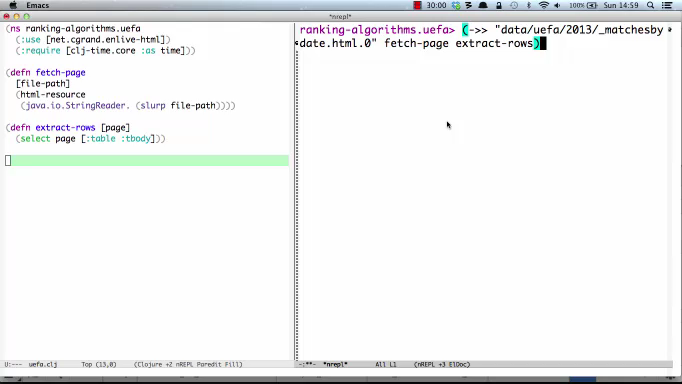 Emacs
30:00
100%
Sun 14:59
*nrepl*
(ns ranking-algorithms.uefa
(:use [net.cgrand.enlive-html])
(:require [clj-time.core :as time]))
(defn fetch-page
[file-path]
(html-resource
(java.io.StringReader. (slurp file-path))))
(defn extract-rows [page]
(select page [:table :tbody]))
ranking-algorithms.uefa> (->> "data/uefa/2013/_matchesby
date.html.0" fetch-page extract-rows)
U:--- uefa.clj Top (13,0) (Clojure +2 nREPL Paredit Fill)
-:**- *nrepl* All L1 (nREPL +3 ElDoc)